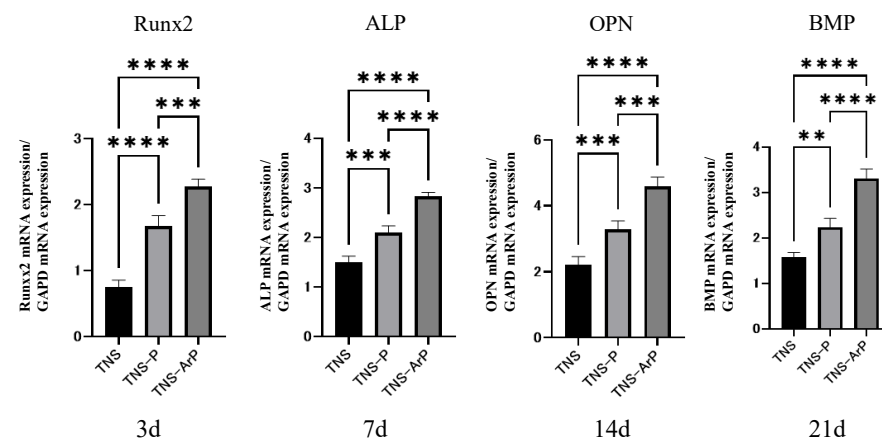 Runx2
ALP
OPN
BMP
****
***
****
Runxx2 mRNA expression/
GAPD mRNA expression
3
2
1
0
TNS
TNS-P
TNS-ArP
3d
****
****
***
ALP mRNA expression/
GAPD mRNA expression
4
3
2
1
0
TNS
TNS-P
TNS-ArP
7d
****
***
***
OPN mRNA expression/
GAPD mRNA expression
6
4
2
0
TNS
TNS-P
TNS-ArP
14d
****
****
**
BMP mRNA expression/
GAPD mRNA expression
4
3
2
1
0
TNS
TNS-P
TNS-ArP
21d